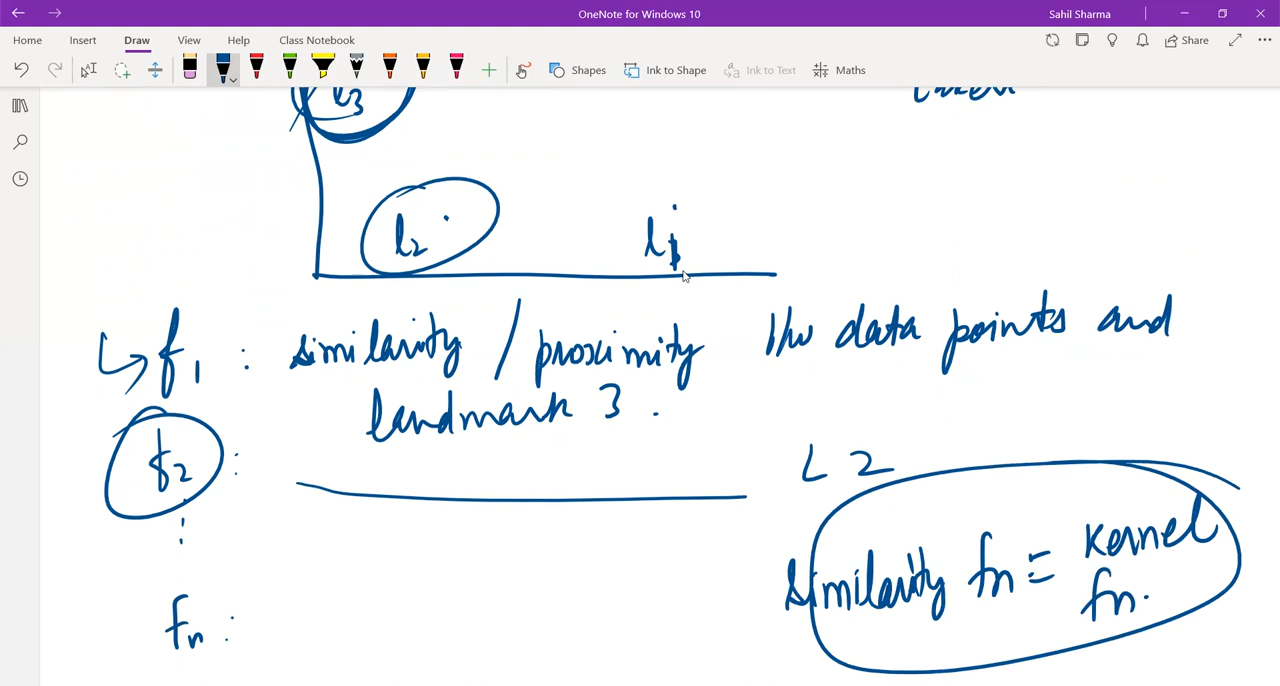 OneNote for Windows 10
Sahil Sharma
Home Insert Draw View Help Class Notebook
Share
Shapes Ink to Shape Ink to Text Maths
l3
l2
f1 : similarity / proximity the data points and
landmark 3 .
f2 :
L 2
similarity fn = kernel
fn.
fn :